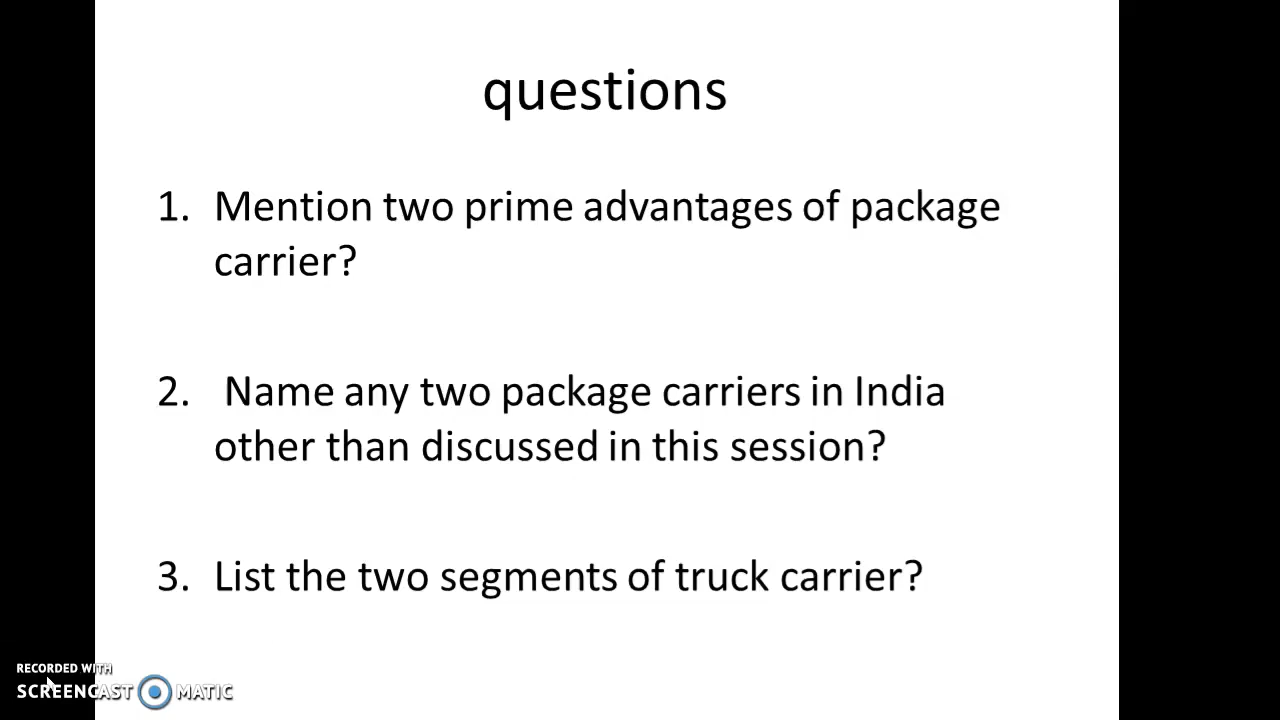 questions
1. Mention two prime advantages of package
carrier?
2. Name any two package carriers in India
other than discussed in this session?
3. List the two segments of truck carrier?
RECORDED WITH
SCREENCAST MATIC